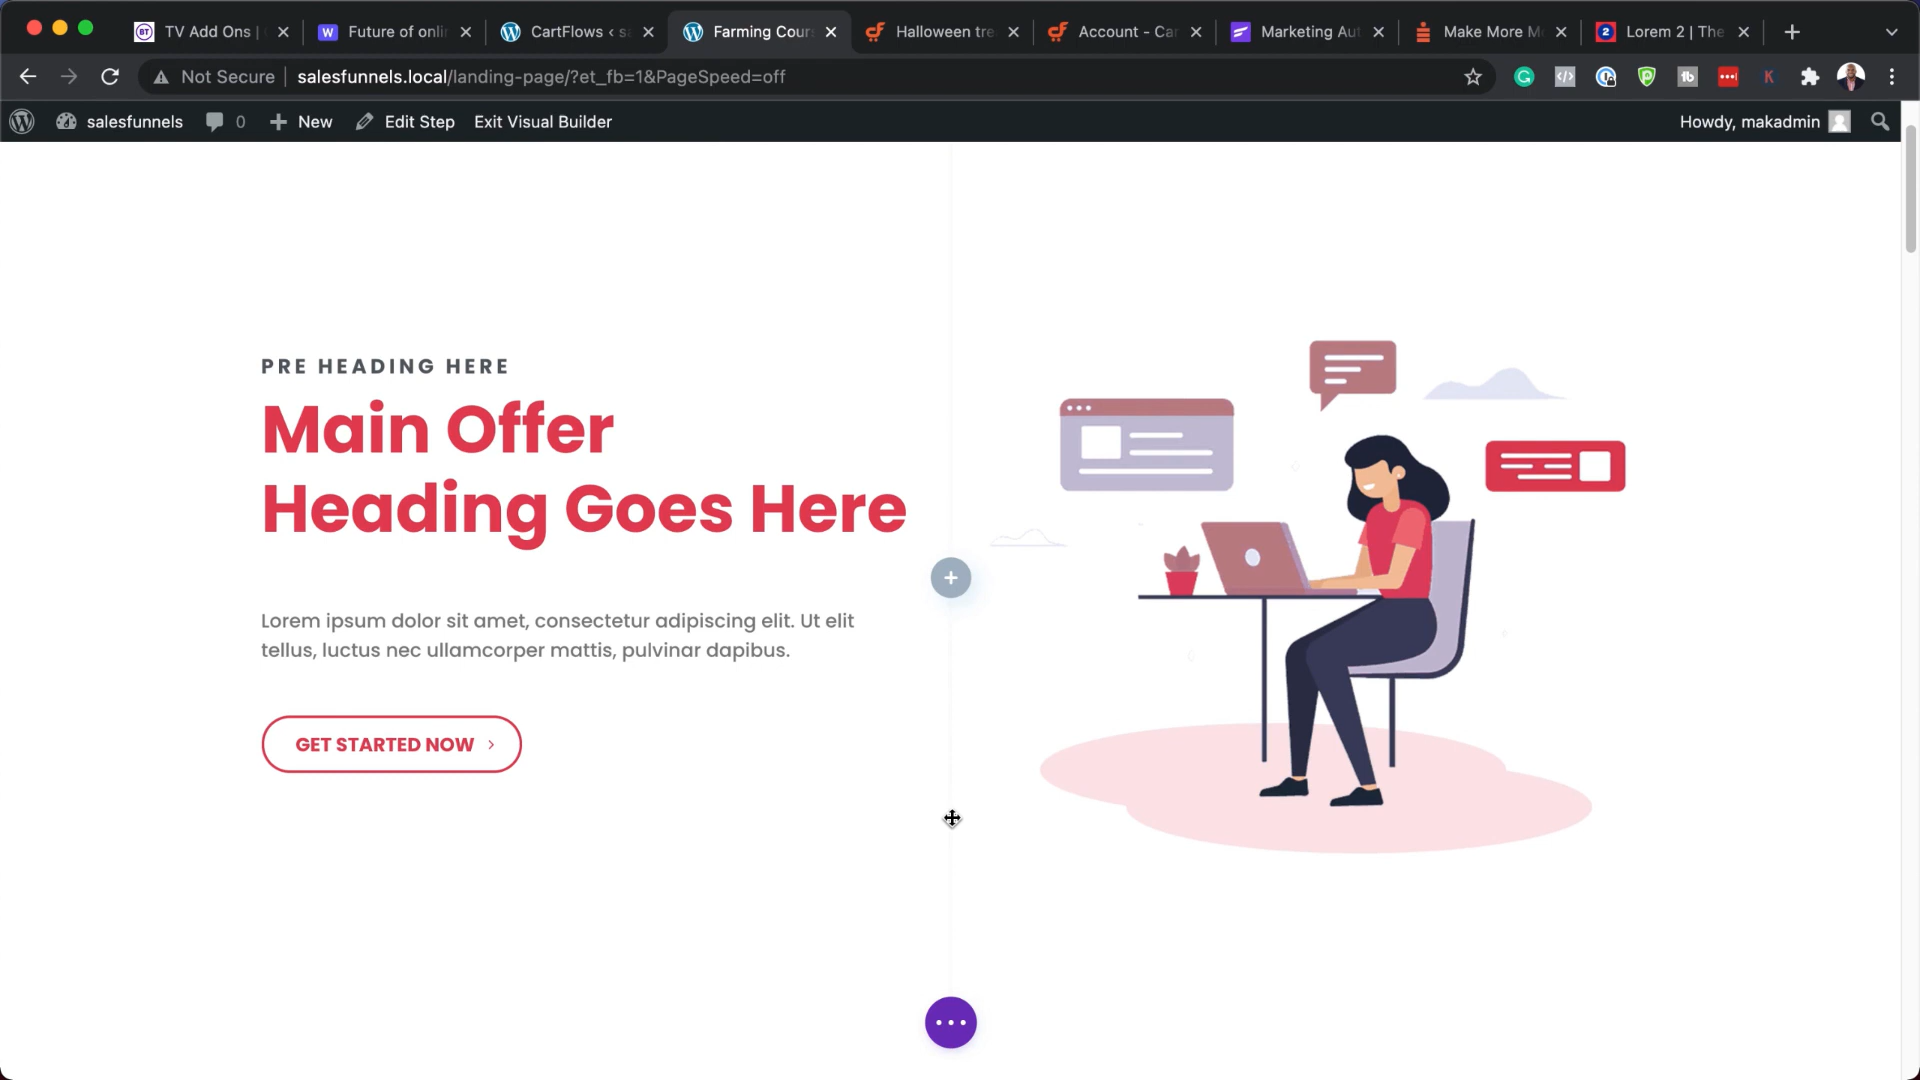 TV Add Ons |
Future of onli
CartFlows ‹ s
Farming Cour
Halloween tre
Account - Car
Marketing Aut
Make More M
Lorem 2 | The
Not Secure
salesfunnels.local/landing-page/?et_fb=1&PageSpeed=off
salesfunnels
0
New
Edit Step
Exit Visual Builder
Howdy, makadmin
PRE HEADING HERE
Main Offer
Heading Goes Here
Lorem ipsum dolor sit amet, consectetur adipiscing elit. Ut elit
tellus, luctus nec ullamcorper mattis, pulvinar dapibus.
GET STARTED NOW